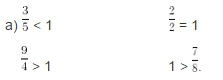 a) 3/5 < 1    2/2 = 1
9/4 > 1    1 > 7/8.